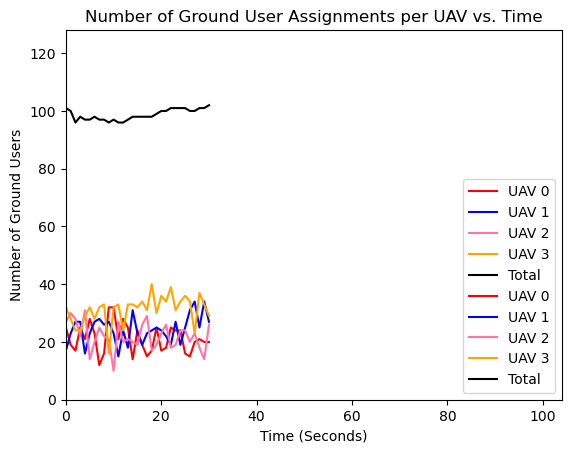 Number of Ground User Assignments per UAV vs. Time
Number of Ground Users
120
100
80
60
40
20
0
UAV 0
UAV 1
UAV 2
UAV 3
Total
UAV 0
UAV 1
UAV 2
UAV 3
Total
0 20 40 60 80 100
Time (Seconds)